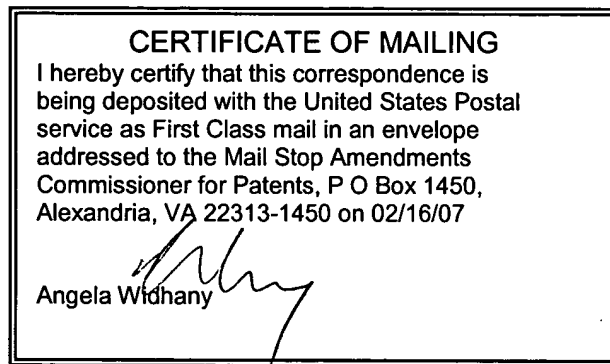 CERTIFICATE OF MAILING
I hereby certify that this correspondence is
being deposited with the United States Postal
service as First Class mail in an envelope
addressed to the Mail Stop Amendments
Commissioner for Patents, P O Box 1450,
Alexandria, VA 22313-1450 on 02/16/07
Angela Widhany